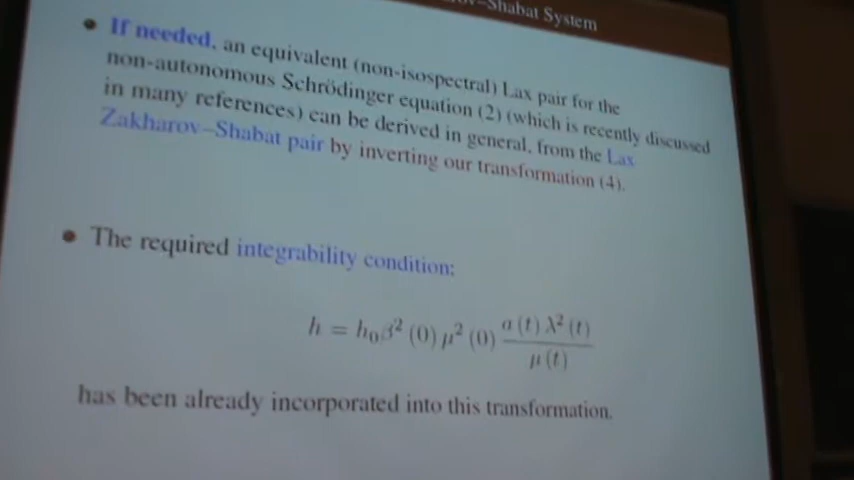 Shabat System
If needed, an equivalent (non-isospectral) Lax pair for the
non-autonomous Schrödinger equation (2) (which is recently discussed
in many references) can be derived in general, from the Lax
Zakharov–Shabat pair by inverting our transformation (4).
The required integrability condition:
h = h₀β² (0) μ² (0) a (t) λ² (t) / μ (t)
has been already incorporated into this transformation.